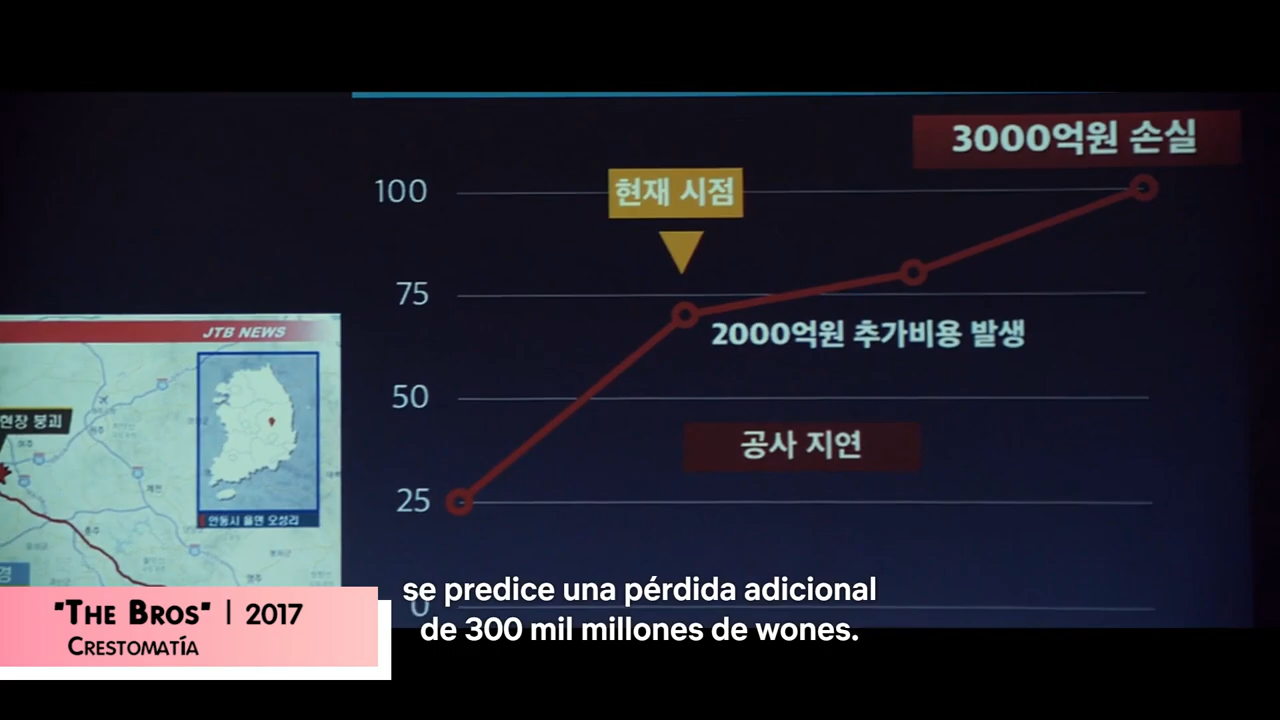 3000억원 손실
100
현재 시점
75
2000억원 추가비용 발생
50
공사 지연
25
0
JTB NEWS
현장 붕괴
안동시 율면 오성리
se predice una pérdida adicional
de 300 mil millones de wones.
"The Bros" | 2017
Crestomatía